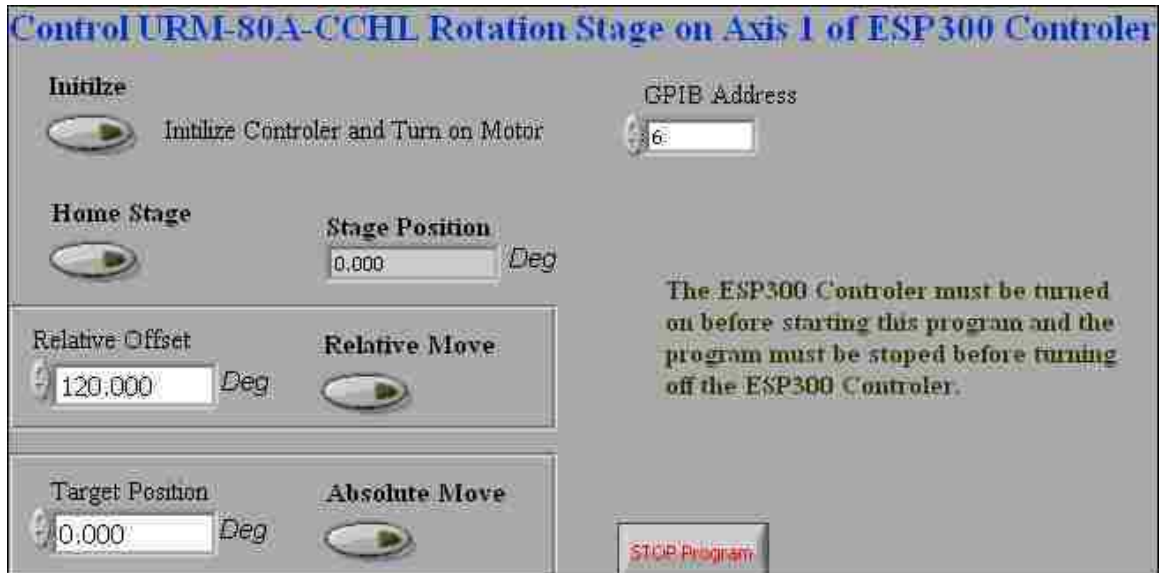 Control URM-80A-CCHL Rotation Stage on Axis 1 of ESP300 Controler
Initilze
GPIB Address
Initilize Controler and Turn on Motor
6
Home Stage
Stage Position
0.000 Deg
The ESP300 Controler must be turned
on before starting this program and the
program must be stoped before turning
off the ESP300 Controler.
Relative Offset
Relative Move
120.000 Deg
Target Position
Absolute Move
0.000 Deg
STOP Program